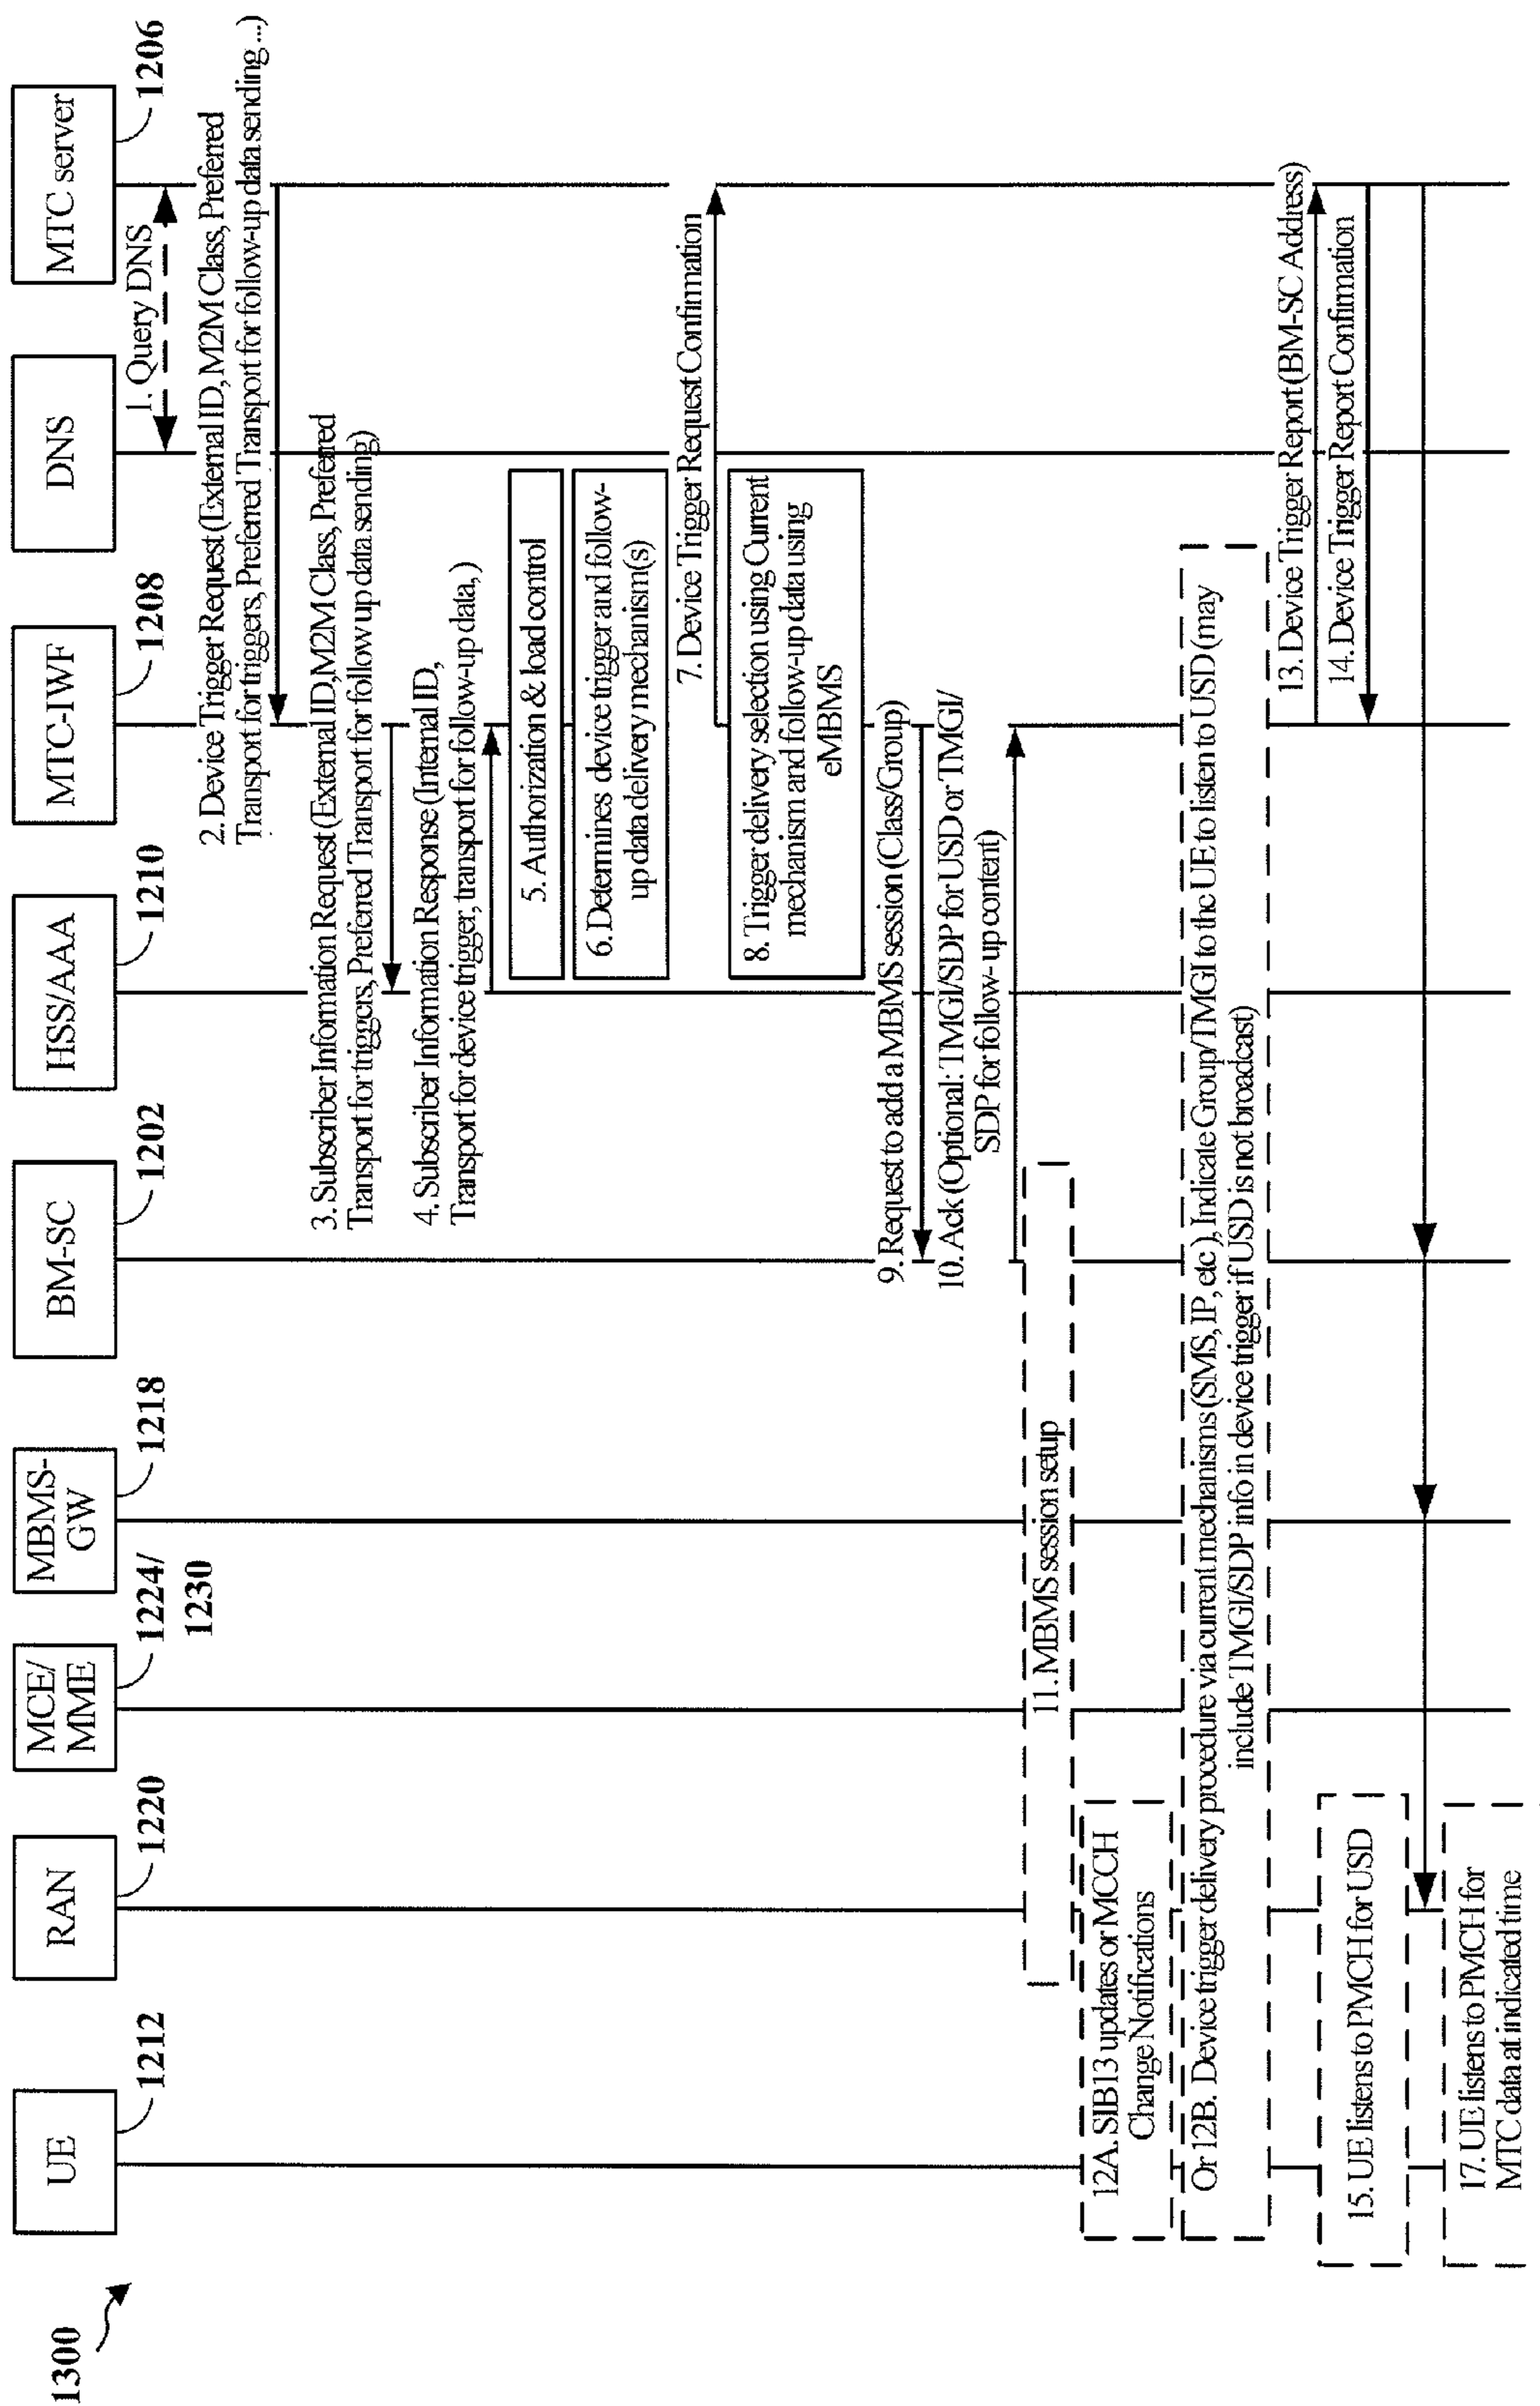 1300
UE
1212
RAN
1220
MCE/
MME
1224/
1230
MBMS-
GW
1218
BM-SC
1202
HSS/AAA
1210
MTC-IWF
1208
DNS
MTC server
1206
1. Query DNS
2. Device Trigger Request (External ID, M2M Class, Preferred
Transport for triggers, Preferred Transport for follow-up data sending ...)
3. Subscriber Information Request (External ID, M2M Class, Preferred
Transport for triggers, Preferred Transport for follow up data sending)
4. Subscriber Information Response (Internal ID,
Transport for device trigger, transport for follow-up data, )
5. Authorization & load control
6. Determines device trigger and follow-
up data delivery mechanism(s)
7. Device Trigger Request Confirmation
8. Trigger delivery selection using Current
mechanism and follow-up data using
eMBMS
9. Request to add a MBMS session (Class/Group)
10. Ack (Optional: TMGI/SDP for USD or TMGI/
SDP for follow- up content)
11. MBMS session setup
12A. SIB13 updates or MCCH
Change Notifications
Or 12B. Device trigger delivery procedure via current mechanisms (SMS, IP, etc ), Indicate Group/TMGI to the UE to listen to USD (may
include TMGI/SDP info in device trigger if USD is not broadcast)
13. Device Trigger Report (BM-SC Address)
14. Device Trigger Report Confirmation
15. UE listens to PMCH for USD
17. UE listens to PMCH for
MTC data at indicated time